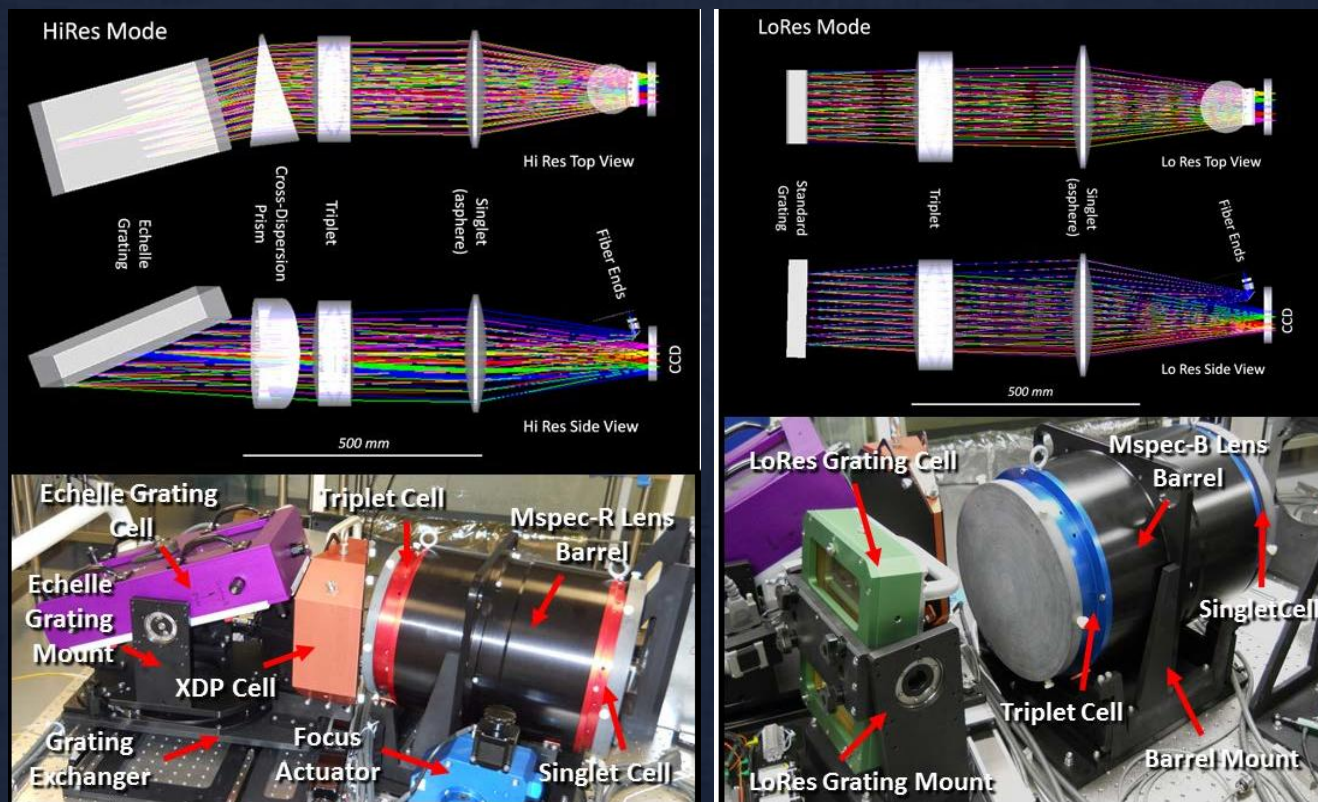 HiRes Mode
Hi Res Top View
Echelle
Grating
Cross-Dispersion
Prism
Triplet
Singlet
(asphere)
Fiber Ends
CCD
Hi Res Side View
500 mm
Echelle Grating
Cell
Triplet Cell
Mspec-R Lens
Barrel
Echelle
Grating
Mount
XDP Cell
Grating
Exchanger
Focus
Actuator
Singlet Cell
LoRes Mode
Lo Res Top View
Standard
Grating
Triplet
Singlet
(asphere)
Fiber Ends
CCD
Lo Res Side View
500 mm
LoRes Grating Cell
Mspec-B Lens
Barrel
SingletCell
Triplet Cell
Barrel Mount
LoRes Grating Mount